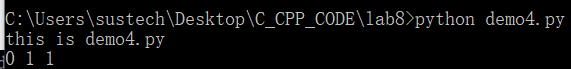 C:\Users\sustech\Desktop\C_CPP_CODE\lab8>python demo4.py
this is demo4.py
0 1 1